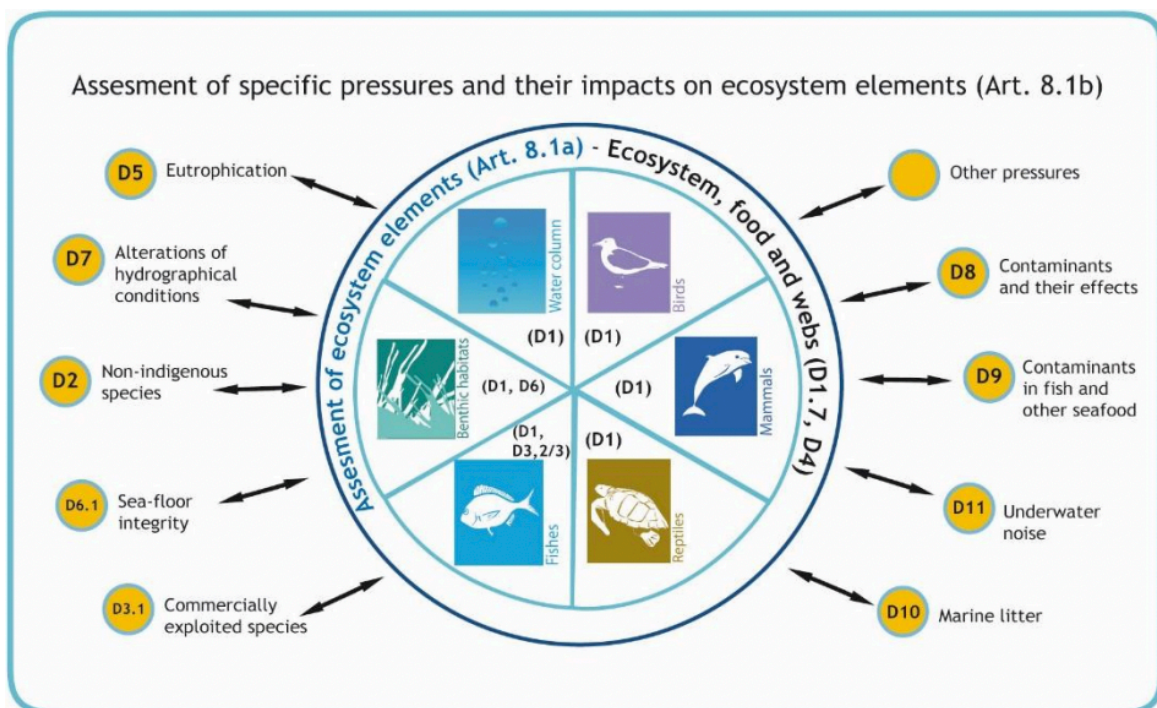 Assesment of specific pressures and their impacts on ecosystem elements (Art. 8.1b)
Assesment of ecosystem elements (Art. 8.1a) - Ecosystem, food and webs (D1.7, D4)
D5
Eutrophication
D7
Alterations of
hydrographical
conditions
D2
Non-indigenous
species
D6.1
Sea-floor
integrity
D3.1
Commercially
exploited species
Water column
(D1)
Birds
(D1)
Benthic habitats
(D1, D6)
Mammals
(D1)
Fishes
(D1,
D3,2/3)
Reptiles
(D1)
Other pressures
D8
Contaminants
and their effects
D9
Contaminants
in fish and
other seafood
D11
Underwater
noise
D10
Marine litter